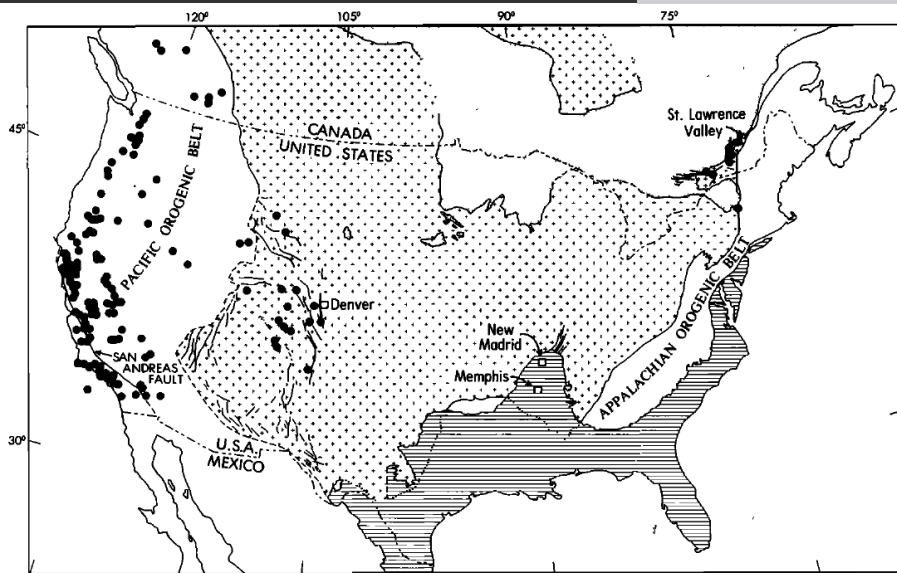 120°
105°
90°
75°
45°
30°
CANADA
UNITED STATES
St. Lawrence
Valley
PACIFIC OROGENIC BELT
Denver
New
Madrid
Memphis
SAN
ANDREAS
FAULT
APPALACHIAN OROGENIC BELT
U.S.A.
MEXICO